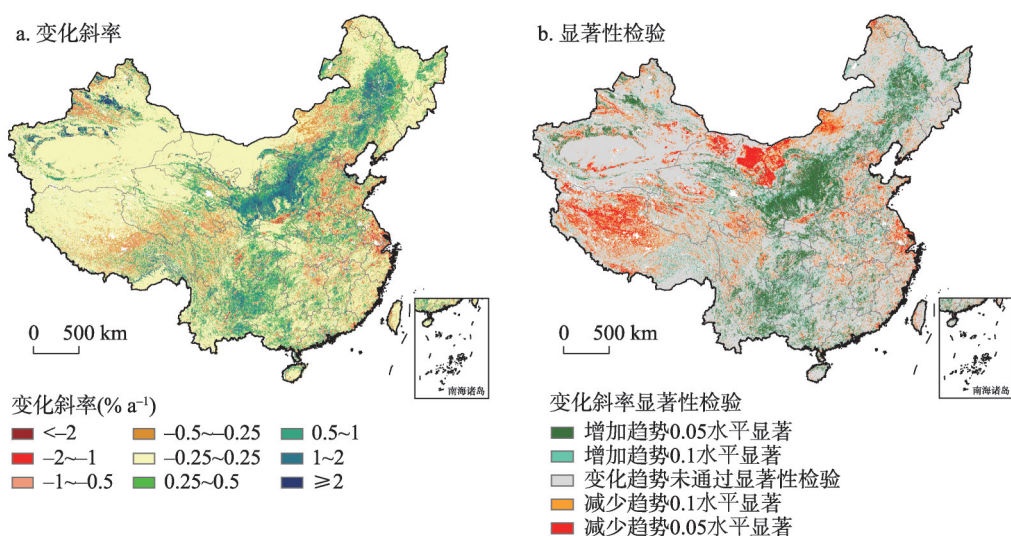 a. 变化斜率
0 500 km
南海诸岛
变化斜率(% a⁻¹)
<–2
–2~–1
–1~–0.5
–0.5~–0.25
–0.25~0.25
0.25~0.5
0.5~1
1~2
≥2
b. 显著性检验
0 500 km
南海诸岛
变化斜率显著性检验
增加趋势0.05水平显著
增加趋势0.1水平显著
变化趋势未通过显著性检验
减少趋势0.1水平显著
减少趋势0.05水平显著